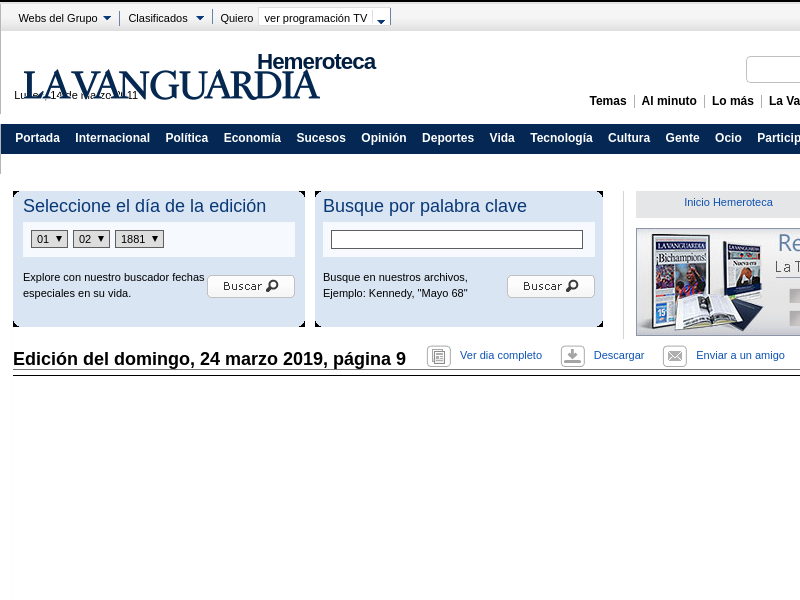 Webs del Grupo Clasificados Quiero ver programación TV
Hemeroteca
LA VANGUARDIA
Lunes, 14 de marzo 2011
Temas Al minuto Lo más La Va
Portada Internacional Política Economía Sucesos Opinión Deportes Vida Tecnología Cultura Gente Ocio Particip
Seleccione el día de la edición
01 02 1881
Explore con nuestro buscador fechas
especiales en su vida.
Buscar
Busque por palabra clave
Busque en nuestros archivos,
Ejemplo: Kennedy, "Mayo 68"
Buscar
Inicio Hemeroteca
LA VANGUARDIA
¡Bichampions!
LA VANGUARDIA
Nueva era
Re
La T
Edición del domingo, 24 marzo 2019, página 9
Ver dia completo Descargar Enviar a un amigo